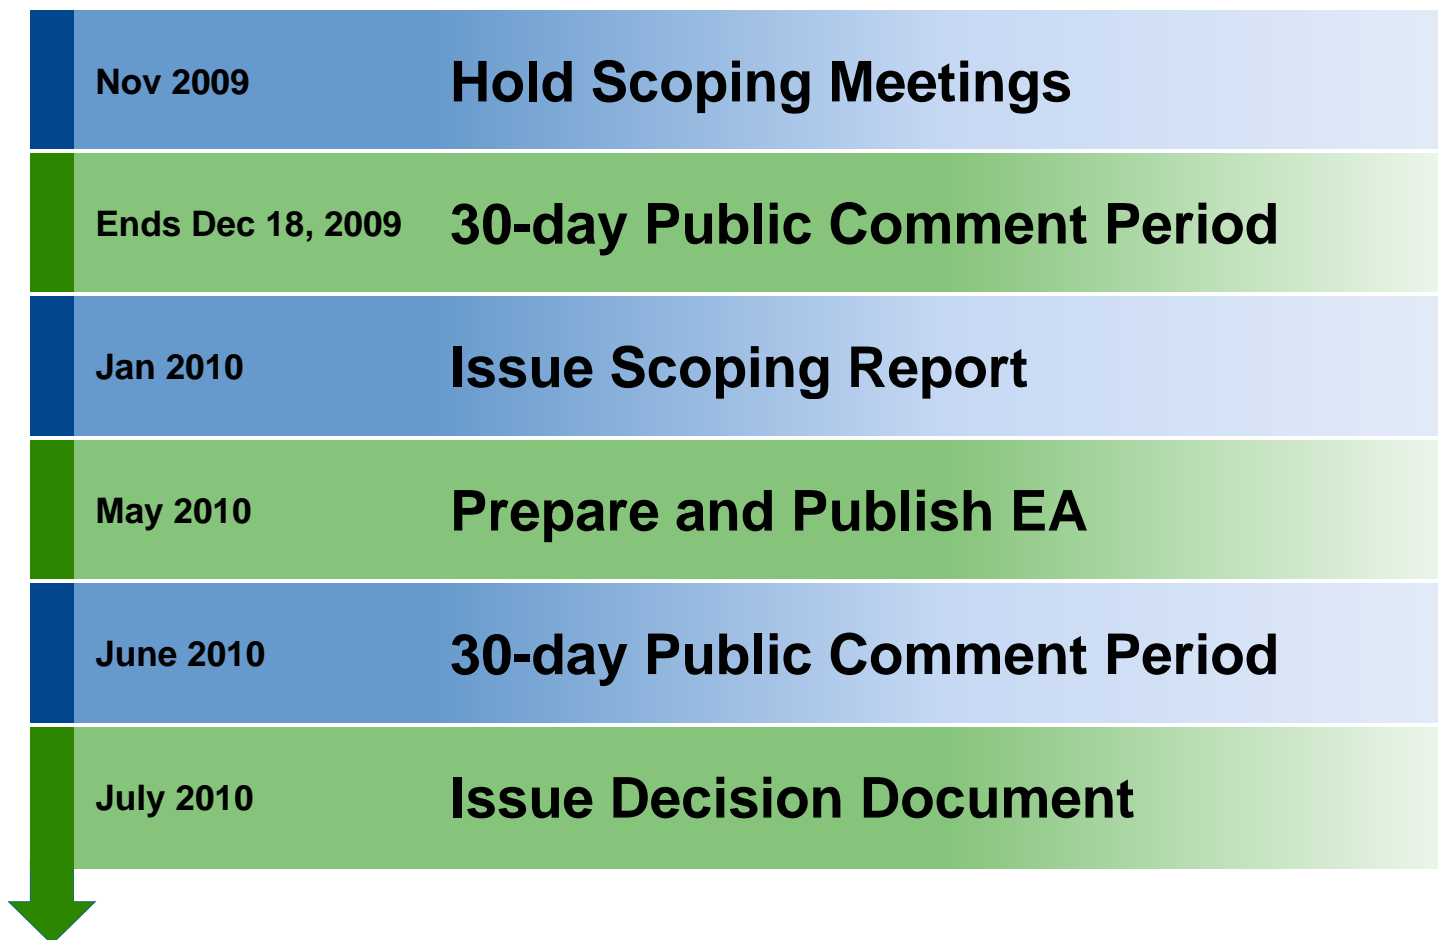 Nov 2009 Hold Scoping Meetings
Ends Dec 18, 2009 30-day Public Comment Period
Jan 2010 Issue Scoping Report
May 2010 Prepare and Publish EA
June 2010 30-day Public Comment Period
July 2010 Issue Decision Document